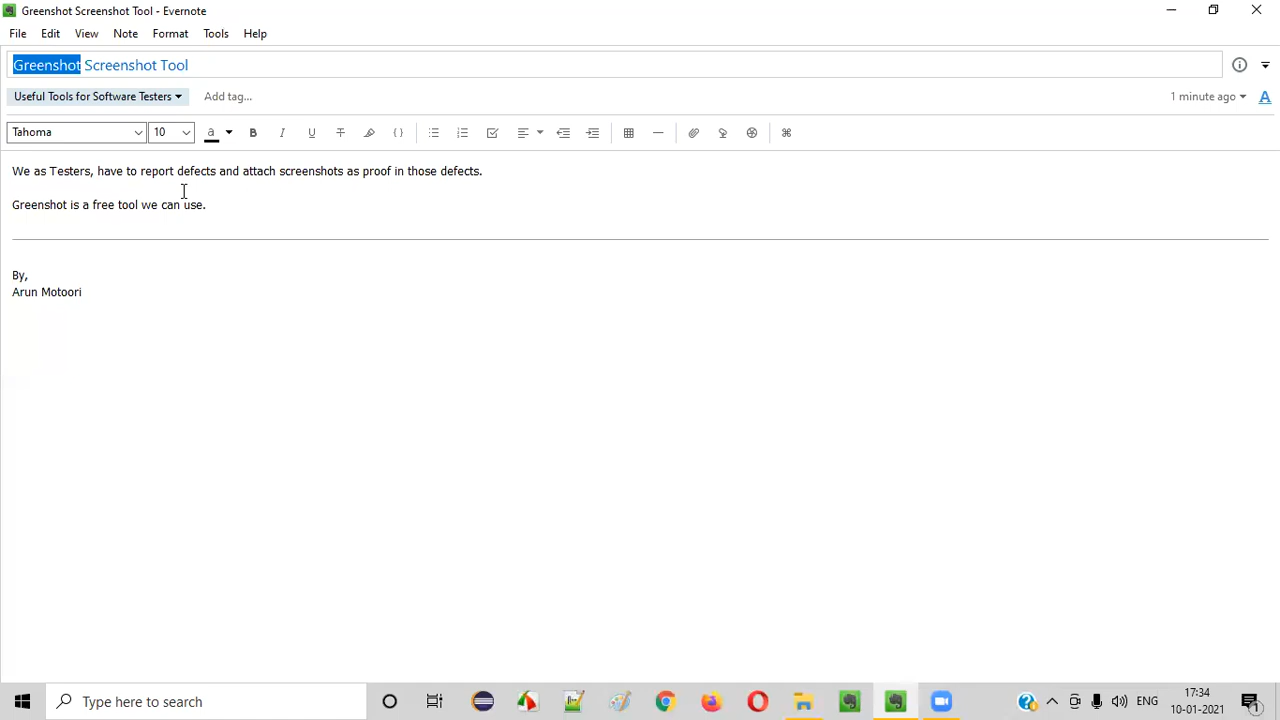 Greenshot Screenshot Tool - Evernote
File Edit View Note Format Tools Help
Greenshot Screenshot Tool
Useful Tools for Software Testers Add tag... 1 minute ago
Tahoma 10
We as Testers, have to report defects and attach screenshots as proof in those defects.
Greenshot is a free tool we can use.
By,
Arun Motoori
Type here to search
ENG
17:34
10-01-2021